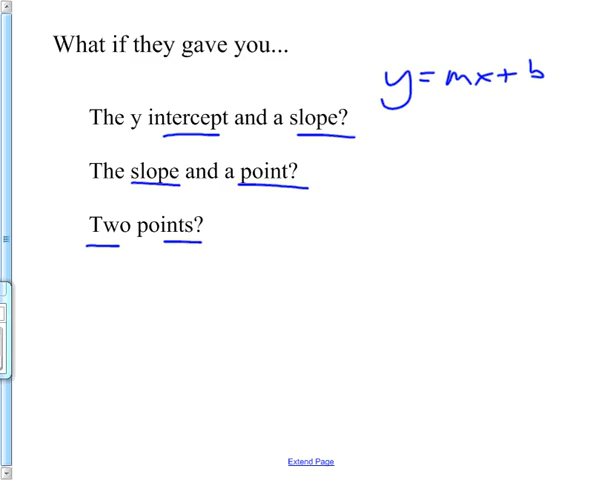 What if they gave you...
y = mx + b
The y intercept and a slope?
The slope and a point?
Two points?
Extend Page